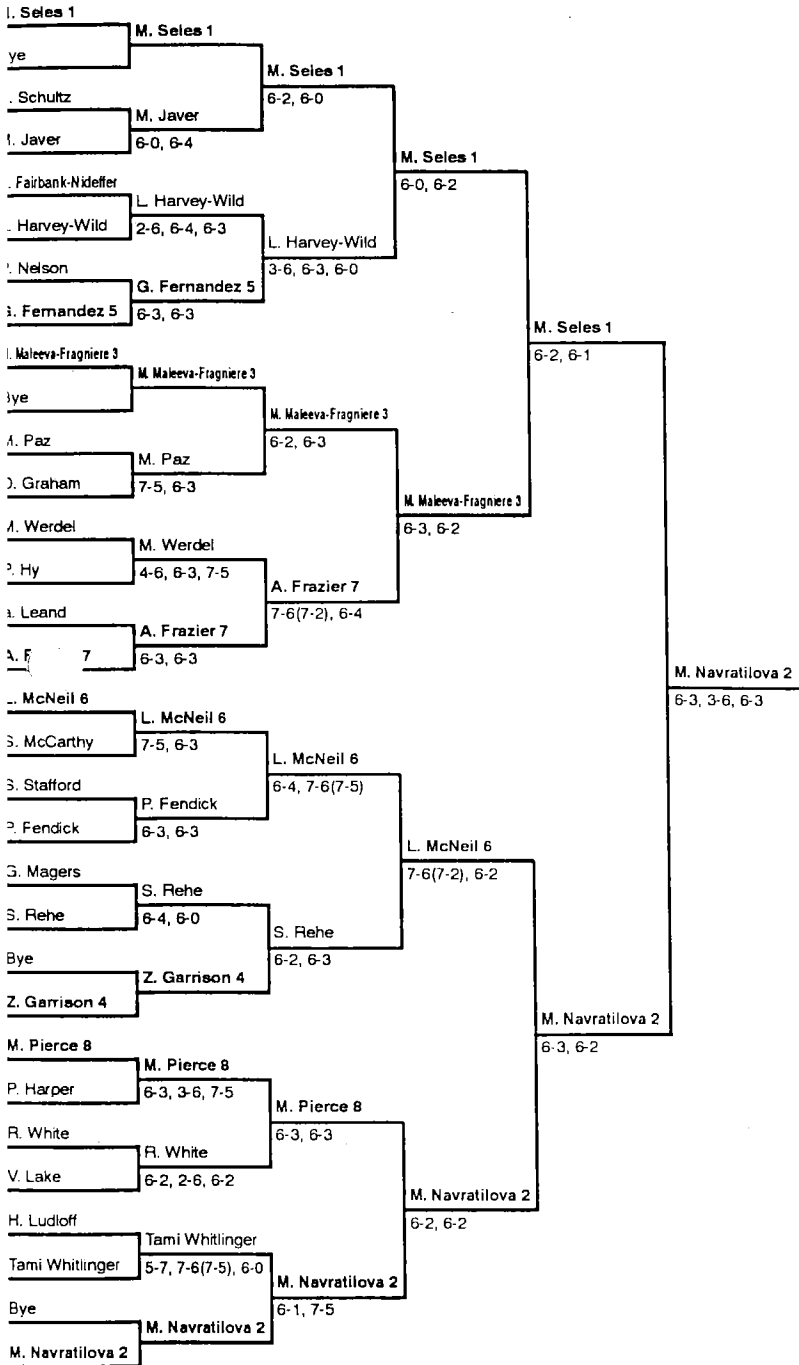 . Seles 1
ye
. Schultz
. Javer
. Fairbank-Nideffer
. Harvey-Wild
. Nelson
. Fernandez 5
. Maleeva-Fragniere 3
Bye
M. Paz
D. Graham
M. Werdel
P. Hy
. Leand
A. F 7
L. McNeil 6
S. McCarthy
S. Stafford
P. Fendick
G. Magers
S. Rehe
Bye
Z. Garrison 4
M. Pierce 8
P. Harper
R. White
V. Lake
H. Ludloff
Tami Whitlinger
Bye
M. Navratilova 2
M. Seles 1
M. Javer
6-0, 6-4
L. Harvey-Wild
2-6, 6-4, 6-3
G. Fernandez 5
6-3, 6-3
M. Maleeva-Fragniere 3
M. Paz
7-5, 6-3
M. Werdel
4-6, 6-3, 7-5
A. Frazier 7
6-3, 6-3
L. McNeil 6
7-5, 6-3
P. Fendick
6-3, 6-3
S. Rehe
6-4, 6-0
Z. Garrison 4
M. Pierce 8
6-3, 3-6, 7-5
R. White
6-2, 2-6, 6-2
Tami Whitlinger
5-7, 7-6(7-5), 6-0
M. Navratilova 2
M. Seles 1
6-2, 6-0
L. Harvey-Wild
3-6, 6-3, 6-0
M. Maleeva-Fragniere 3
6-2, 6-3
A. Frazier 7
7-6(7-2), 6-4
L. McNeil 6
6-4, 7-6(7-5)
S. Rehe
6-2, 6-3
M. Pierce 8
6-3, 6-3
M. Navratilova 2
6-1, 7-5
M. Seles 1
6-0, 6-2
M. Maleeva-Fragniere 3
6-3, 6-2
L. McNeil 6
7-6(7-2), 6-2
M. Navratilova 2
6-2, 6-2
M. Seles 1
6-2, 6-1
M. Navratilova 2
6-3, 6-2
M. Navratilova 2
6-3, 3-6, 6-3